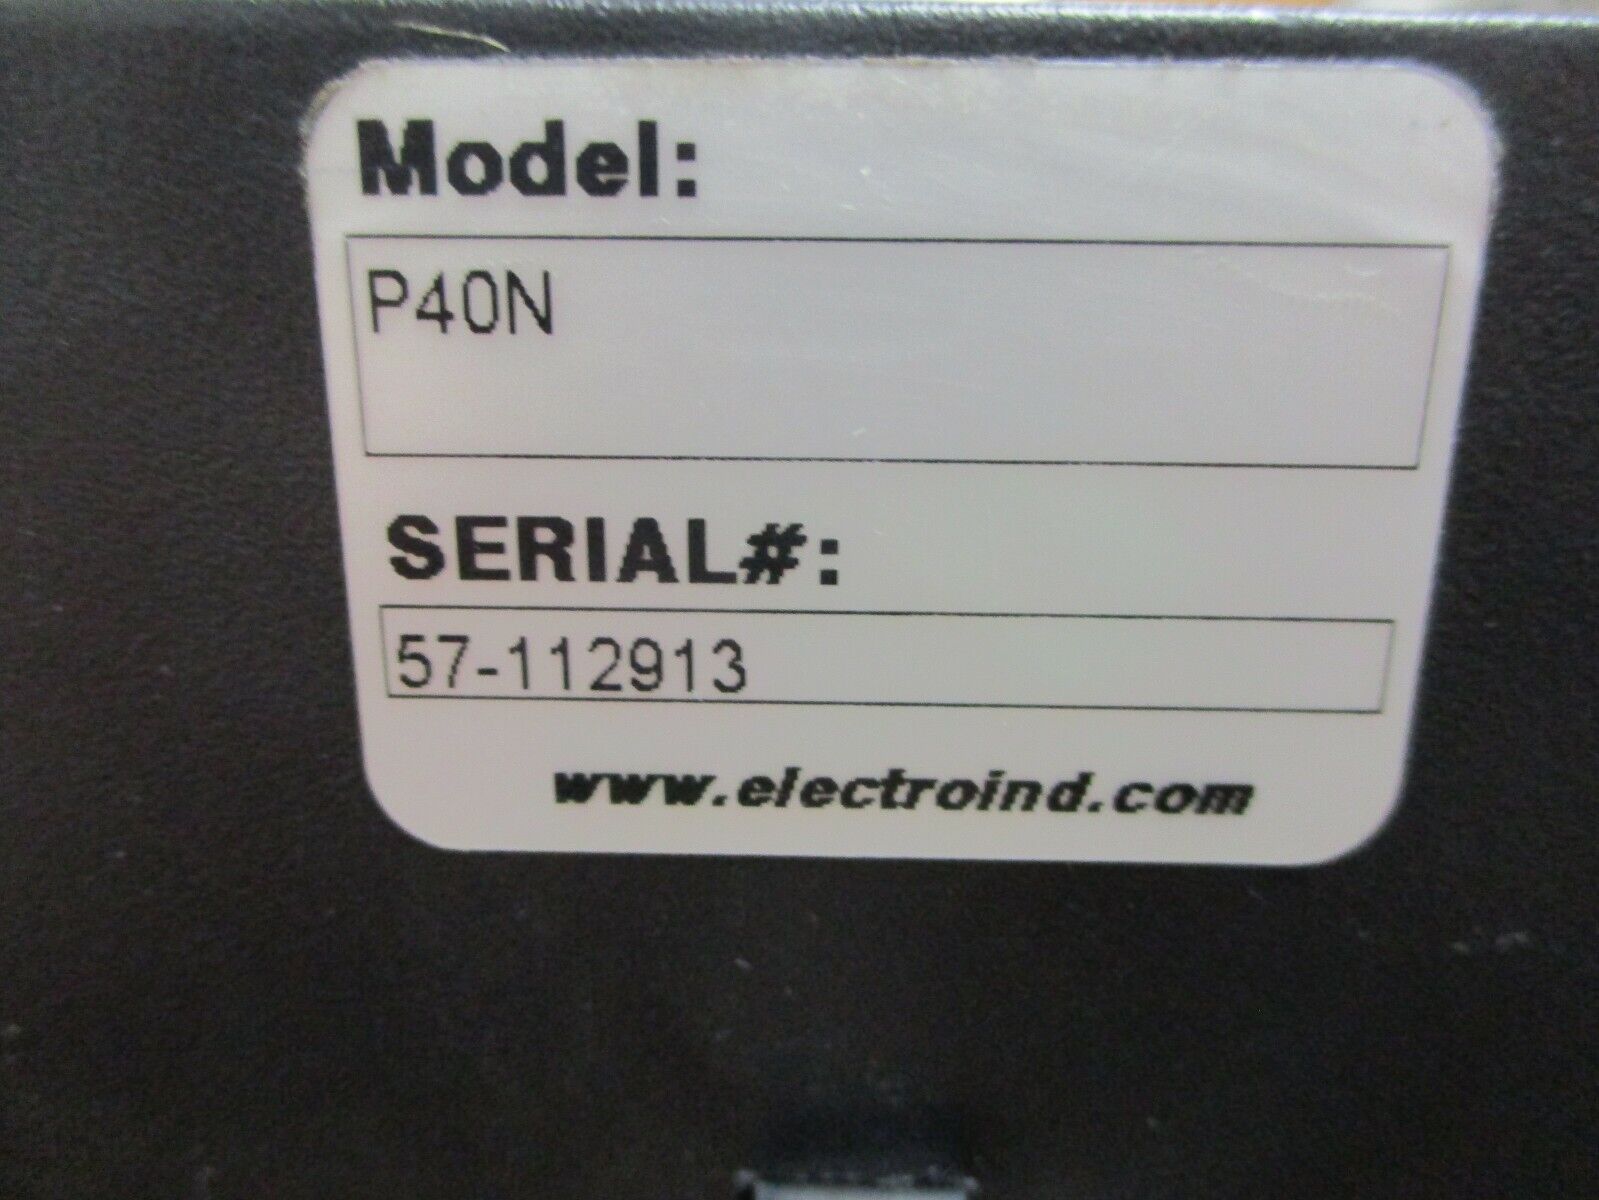 Model:
P40N
SERIAL#:
57-112913
www.electroind.com